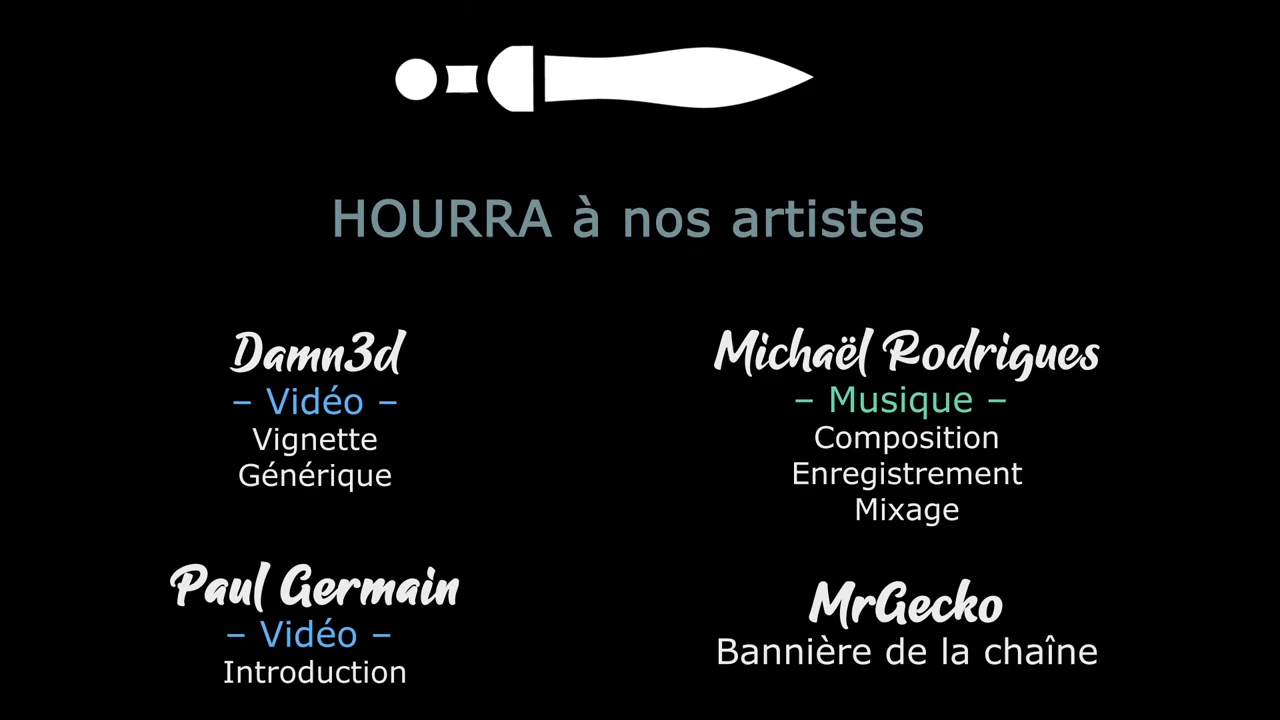 HOURRA à nos artistes
Damn3d
– Vidéo –
Vignette
Générique
Michaël Rodrigues
– Musique –
Composition
Enregistrement
Mixage
Paul Germain
– Vidéo –
Introduction
MrGecko
Bannière de la chaîne